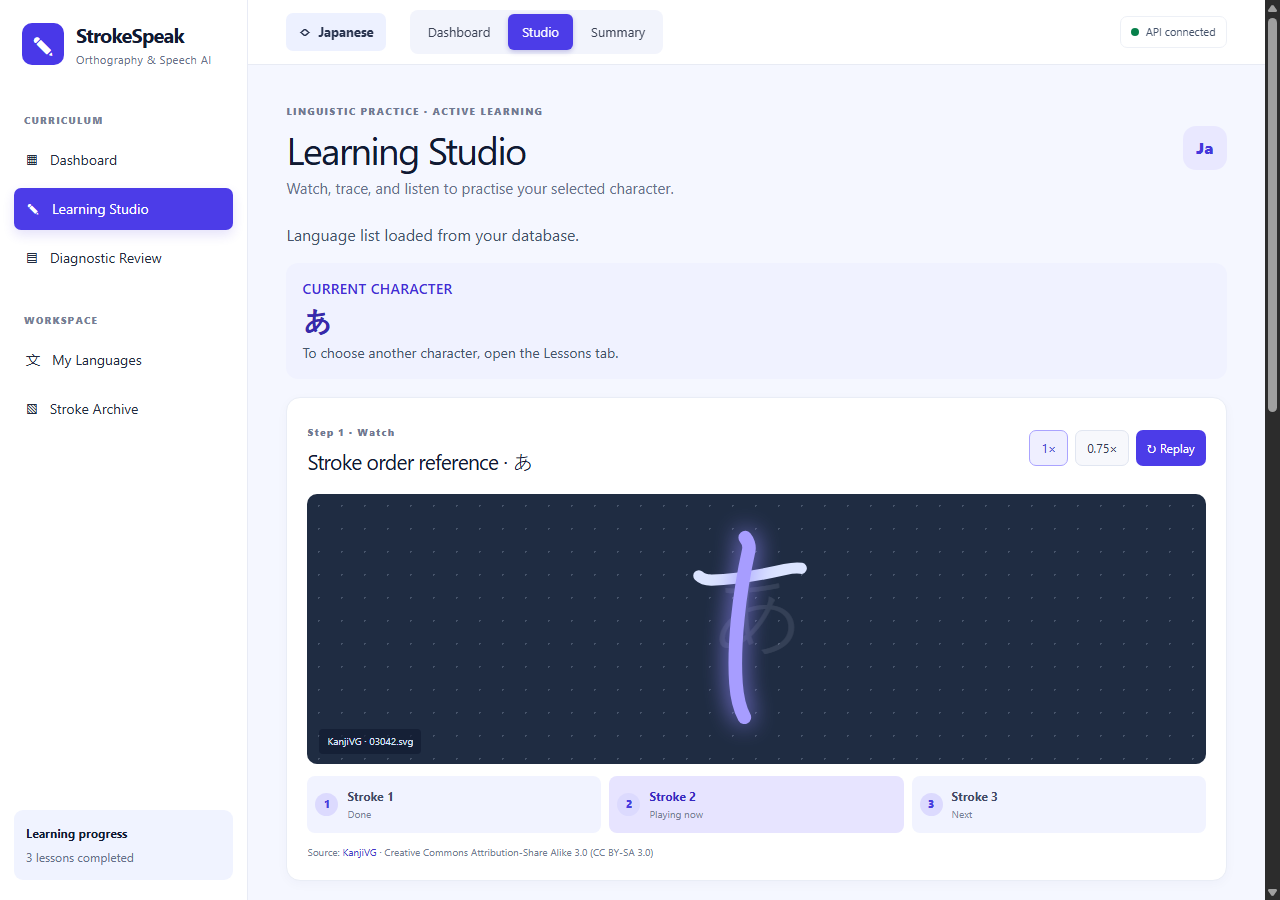 StrokeSpeak
Orthography & Speech AI
CURRICULUM
Dashboard
Learning Studio
Diagnostic Review
WORKSPACE
文 My Languages
Stroke Archive
Learning progress
3 lessons completed
Japanese
Dashboard
Studio
Summary
API connected
LINGUISTIC PRACTICE • ACTIVE LEARNING
Learning Studio
Watch, trace, and listen to practise your selected character.
Ja
Language list loaded from your database.
CURRENT CHARACTER
あ
To choose another character, open the Lessons tab.
Step 1 • Watch
Stroke order reference · あ
1×
0.75×
↻ Replay
あ
KanjiVG · 03042.svg
1 Stroke 1
Done
2 Stroke 2
Playing now
3 Stroke 3
Next
Source: KanjiVG · Creative Commons Attribution-Share Alike 3.0 (CC BY-SA 3.0)